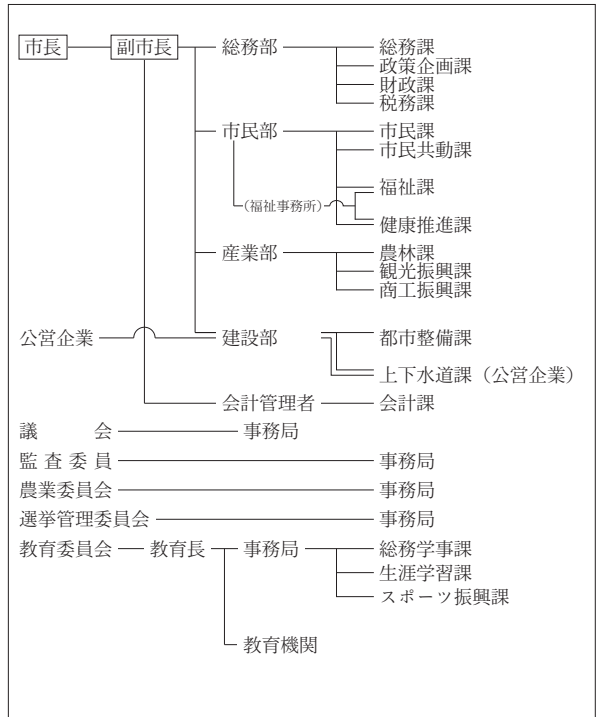 市長 副市長 総務部 総務課
政策企画課
財政課
税務課
市民部 市民課
市民共動課
福祉課
(福祉事務所)
健康推進課
産業部 農林課
観光振興課
商工振興課
公営企業 建設部 都市整備課
上下水道課（公営企業）
会計管理者 会計課
議会 事務局
監査委員 事務局
農業委員会 事務局
選挙管理委員会 事務局
教育委員会 教育長 事務局 総務学事課
生涯学習課
スポーツ振興課
教育機関